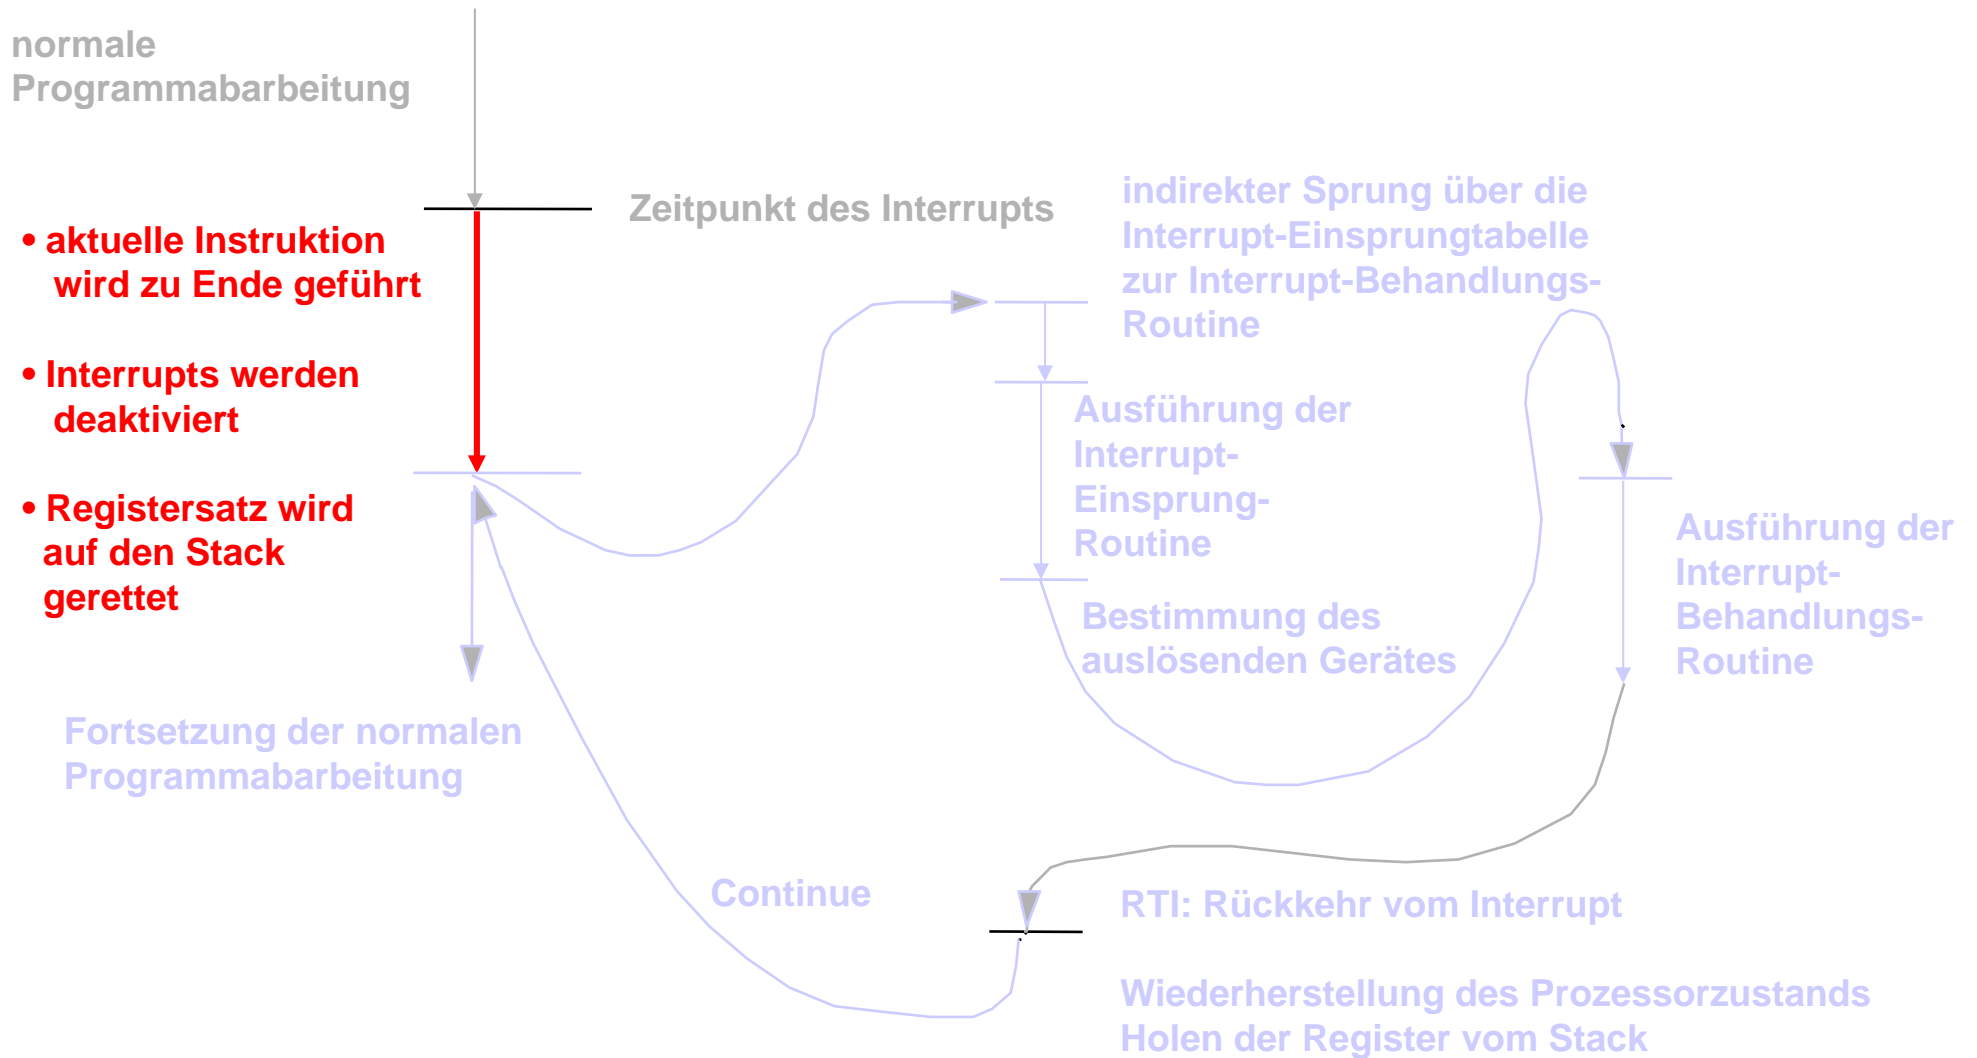 normale
Programmabarbeitung
Zeitpunkt des Interrupts
• aktuelle Instruktion
wird zu Ende geführt
• Interrupts werden
deaktiviert
• Registersatz wird
auf den Stack
gerettet
indirekter Sprung über die
Interrupt-Einsprungtabelle
zur Interrupt-Behandlungs-
Routine
Ausführung der
Interrupt-
Einsprung-
Routine
Bestimmung des
auslösenden Gerätes
Ausführung der
Interrupt-
Behandlungs-
Routine
Fortsetzung der normalen
Programmabarbeitung
Continue
RTI: Rückkehr vom Interrupt
Wiederherstellung des Prozessorzustands
Holen der Register vom Stack